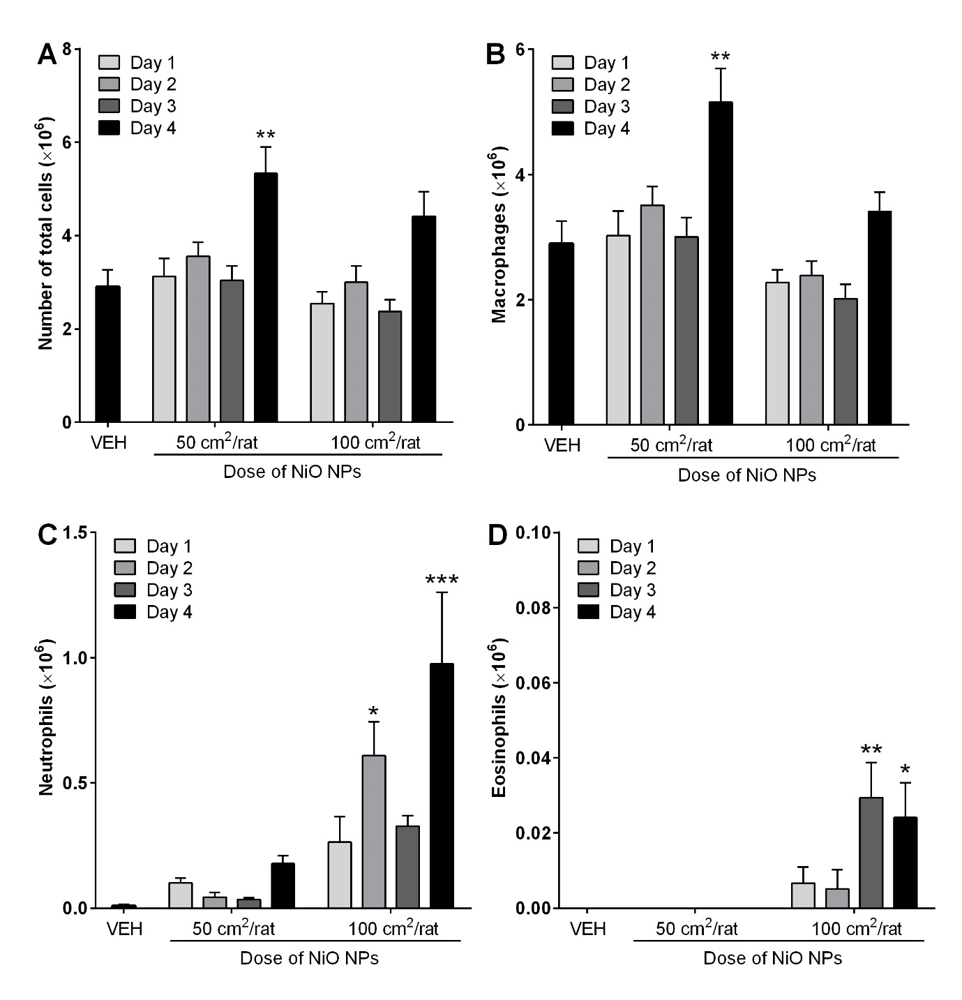 A
Number of total cells (×10⁶)
8
6
4
2
0
Day 1
Day 2
Day 3
Day 4
**
VEH
50 cm²/rat
100 cm²/rat
Dose of NiO NPs
B
Macrophages (×10⁶)
6
4
2
0
Day 1
Day 2
Day 3
Day 4
**
VEH
50 cm²/rat
100 cm²/rat
Dose of NiO NPs
C
Neutrophils (×10⁶)
1.5
1.0
0.5
0.0
Day 1
Day 2
Day 3
Day 4
*
***
VEH
50 cm²/rat
100 cm²/rat
Dose of NiO NPs
D
Eosinophils (×10⁶)
0.10
0.08
0.06
0.04
0.02
0.00
Day 1
Day 2
Day 3
Day 4
**
*
VEH
50 cm²/rat
100 cm²/rat
Dose of NiO NPs